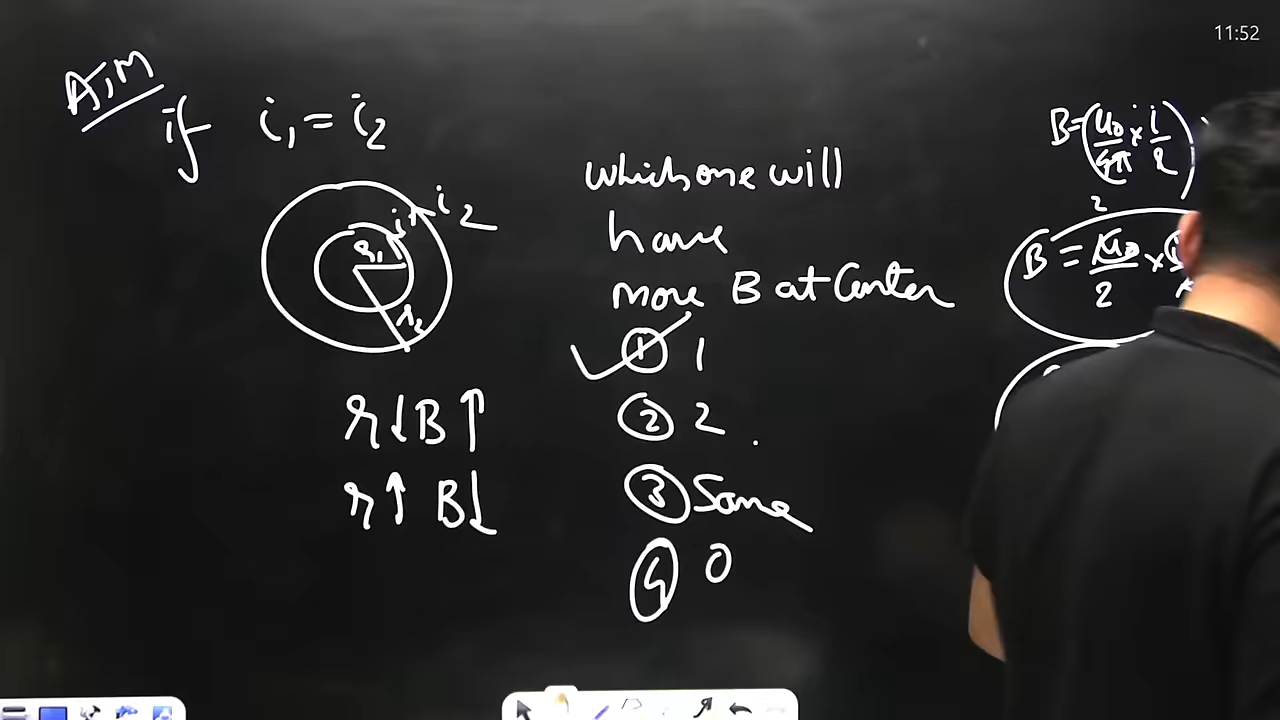 11:52
AIM
if i₁ = i₂
which one will
have
more B at Center
i₁
i₂
r₁
r₂
① 1
② 2
③ Same
④ 0
r↓ B↑
r↑ B↓
B=(μ₀/4π × i/r)
2
B = μ₀/2 ×